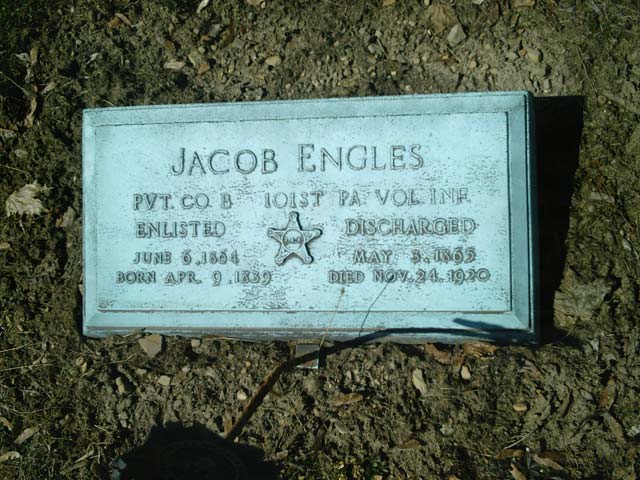 JACOB ENGLES
PVT. CO. B 101ST PA. VOL. INF.
ENLISTED DISCHARGED
JUNE 6, 1864 MAY 3, 1865
BORN APR. 9, 1839 DIED NOV. 24, 1920